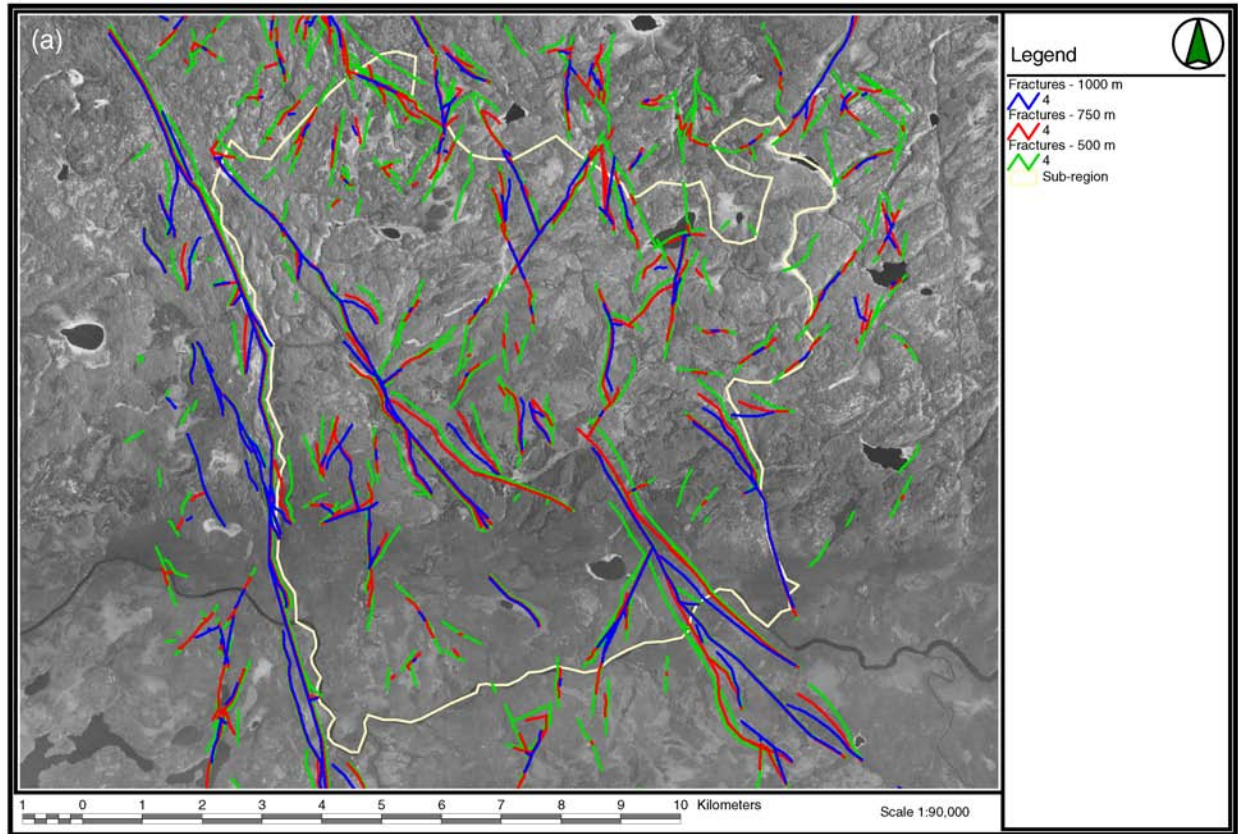 (a)
Legend
Fractures - 1000 m
4
Fractures - 750 m
4
Fractures - 500 m
4
Sub-region
1 0 1 2 3 4 5 6 7 8 9 10 Kilometers
Scale 1:90,000